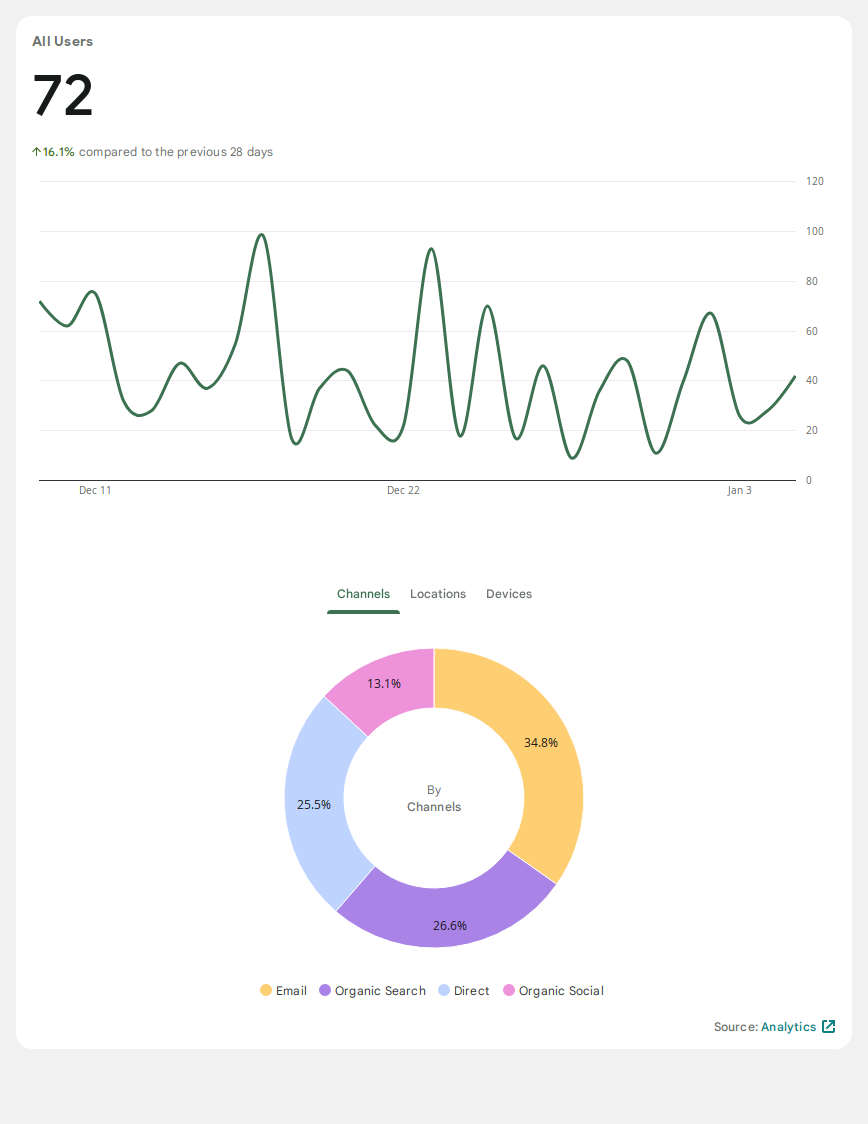 All Users
72
↑16.1% compared to the previous 28 days
120
100
80
60
40
20
0
Dec 11 Dec 22 Jan 3
Channels Locations Devices
13.1%
34.8%
25.5%
26.6%
By
Channels
Email Organic Search Direct Organic Social
Source: Analytics